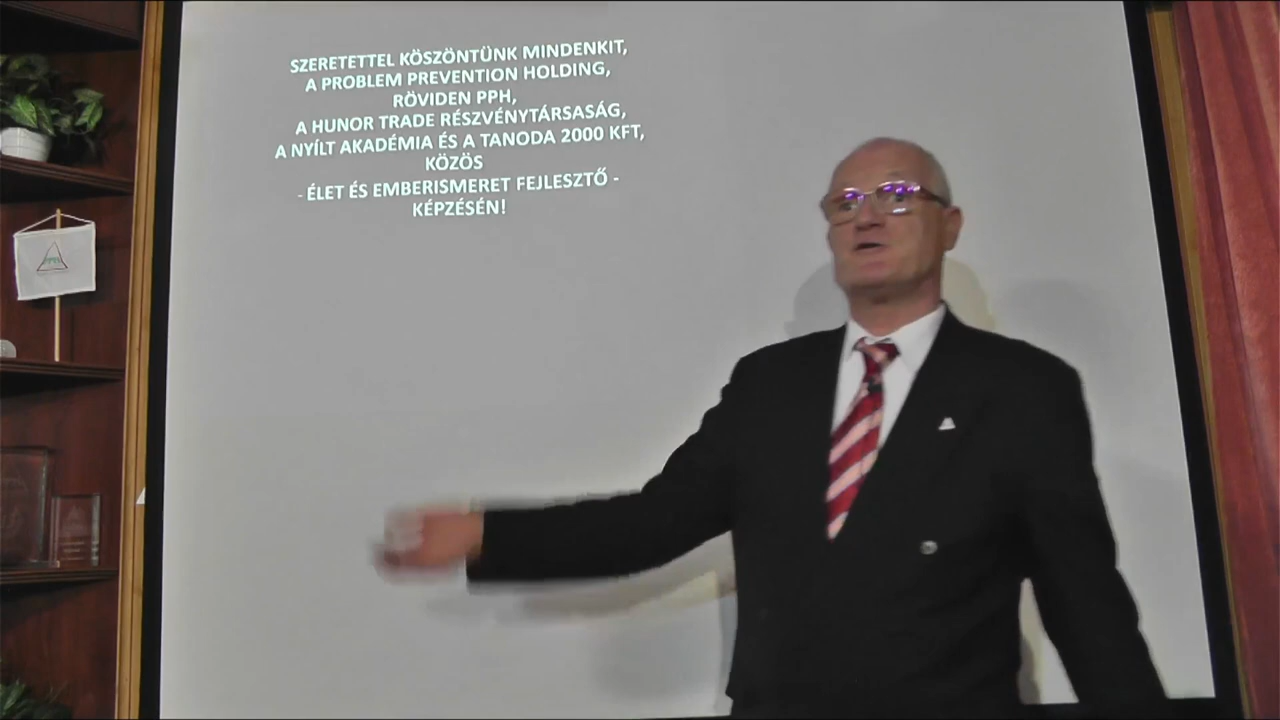 SZERETETTEL KÖSZÖNTÜNK MINDENKIT,
A PROBLEM PREVENTION HOLDING,
RÖVIDEN PPH,
A HUNOR TRADE RÉSZVÉNYTÁRSASÁG,
A NYÍLT AKADÉMIA ÉS A TANODA 2000 KFT,
KÖZÖS
- ÉLET ÉS EMBERISMERET FEJLESZTŐ -
KÉPZÉSÉN!